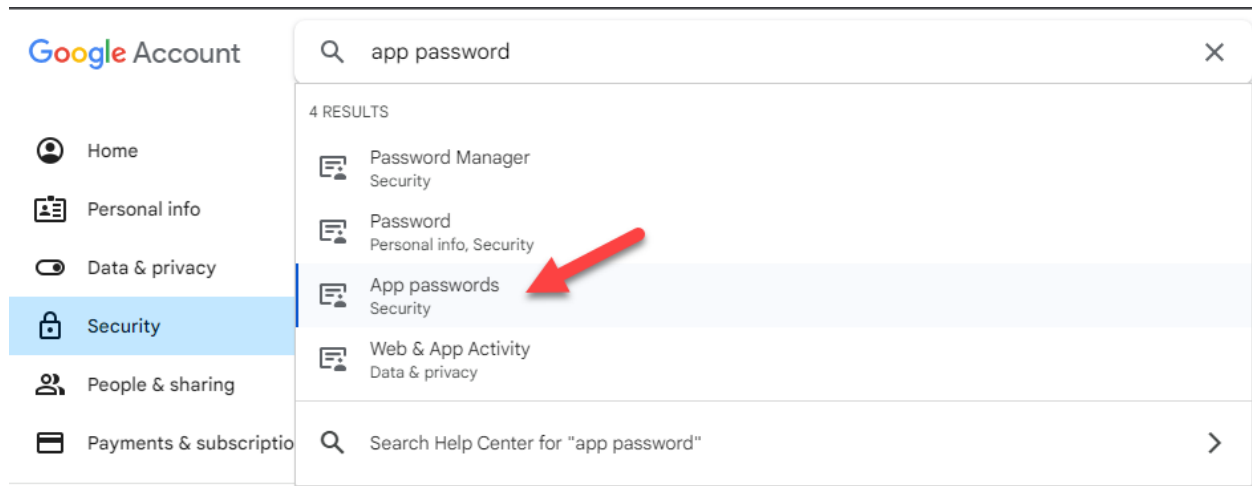 Google Account
app password
4 RESULTS
Home
Personal info
Data & privacy
Security
People & sharing
Payments & subscriptio
Password Manager
Security
Password
Personal info, Security
App passwords
Security
Web & App Activity
Data & privacy
Search Help Center for "app password"